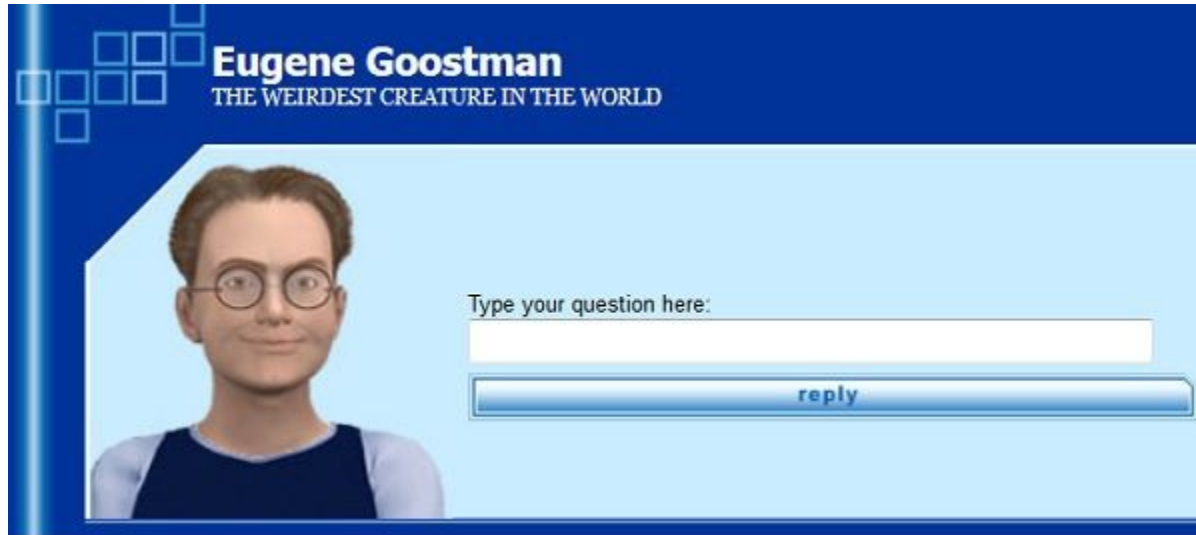 Eugene Goostman
THE WEIRDEST CREATURE IN THE WORLD
Type your question here:
reply